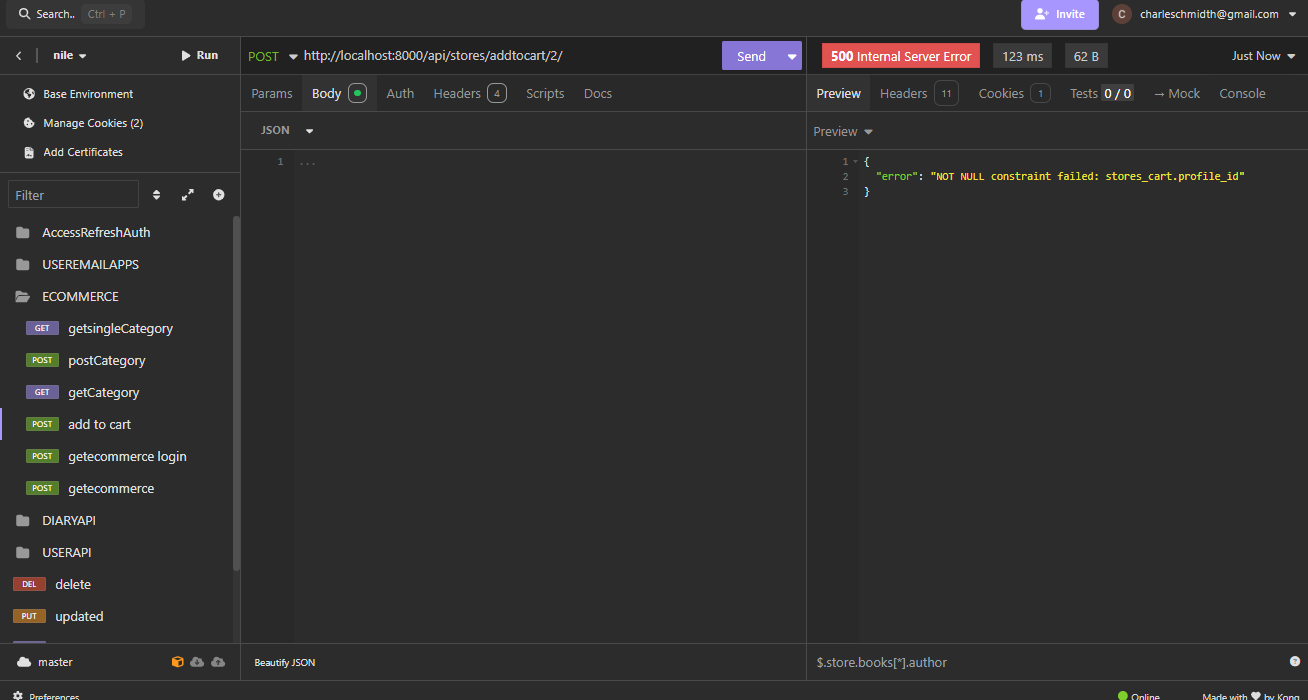 Search.. Ctrl + P
Invite
C charleschmidth@gmail.com
nile
Run
POST http://localhost:8000/api/stores/addtocart/2/
Send
500 Internal Server Error 123 ms 62 B
Just Now
Base Environment
Manage Cookies (2)
Add Certificates
Filter
AccessRefreshAuth
USEREMAILAPPS
ECOMMERCE
GET getsingleCategory
POST postCategory
GET getCategory
POST add to cart
POST getecommerce login
POST getecommerce
DIARYAPI
USERAPI
DEL delete
PUT updated
master
Preferences
Params Body Auth Headers 4 Scripts Docs
JSON
1 ...
Beautify JSON
Preview Headers 11 Cookies 1 Tests 0 / 0 → Mock Console
Preview
1 {
2 "error": "NOT NULL constraint failed: stores_cart.profile_id"
3 }
$.store.books[*].author
Online
Made with ♥ by Kong